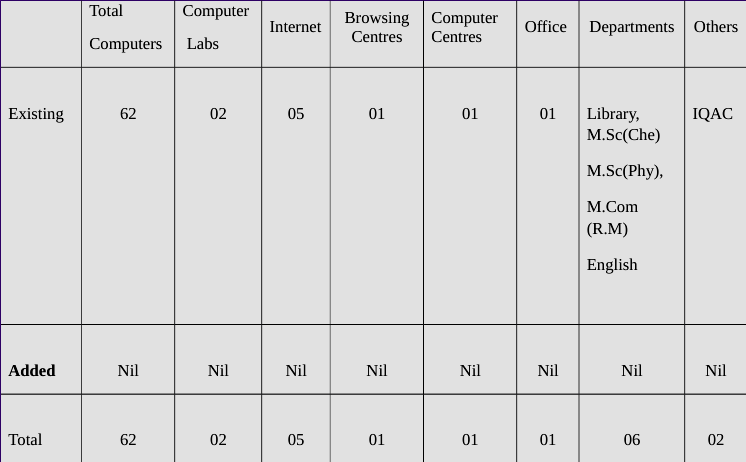 Total Computers Computer Labs Internet Browsing Centres Computer Centres Office Departments Others
Existing 62 02 05 01 01 01 Library, IQAC
M.Sc(Che)
M.Sc(Phy),
M.Com
(R.M)
English
Added Nil Nil Nil Nil Nil Nil Nil Nil
Total 62 02 05 01 01 01 06 02